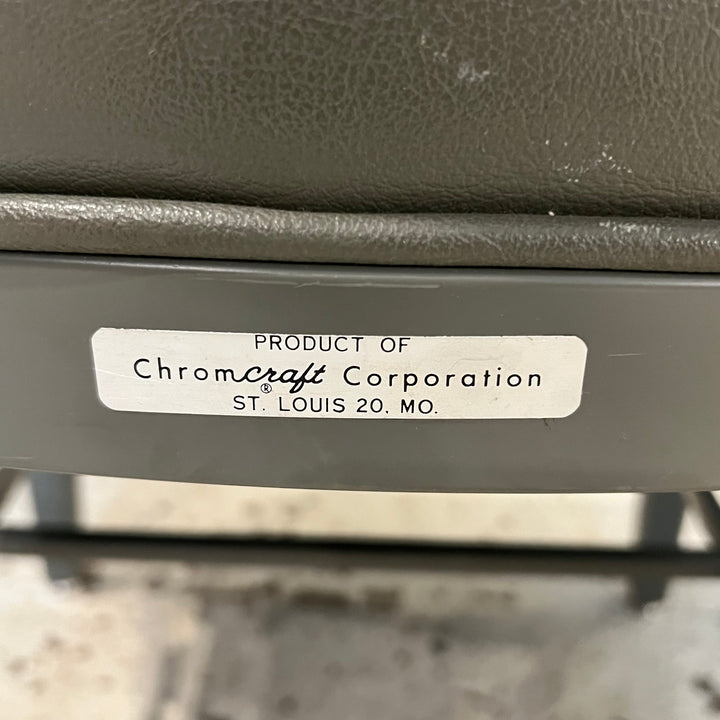 PRODUCT OF
Chromcraft® Corporation
ST. LOUIS 20, MO.